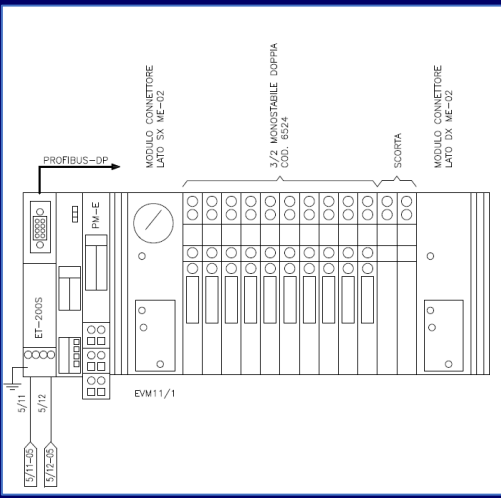 PROFIBUS-DP
MODULO CONNETTORE
LATO SX ME-02
3/2 MONOSTABILE DOPPIA
COD. 6524
SCORTA
MODULO CONNETTORE
LATO DX ME-02
PM-E
ET-200S
EVM11/1
5/11
5/12
5/11-05
5/12-05